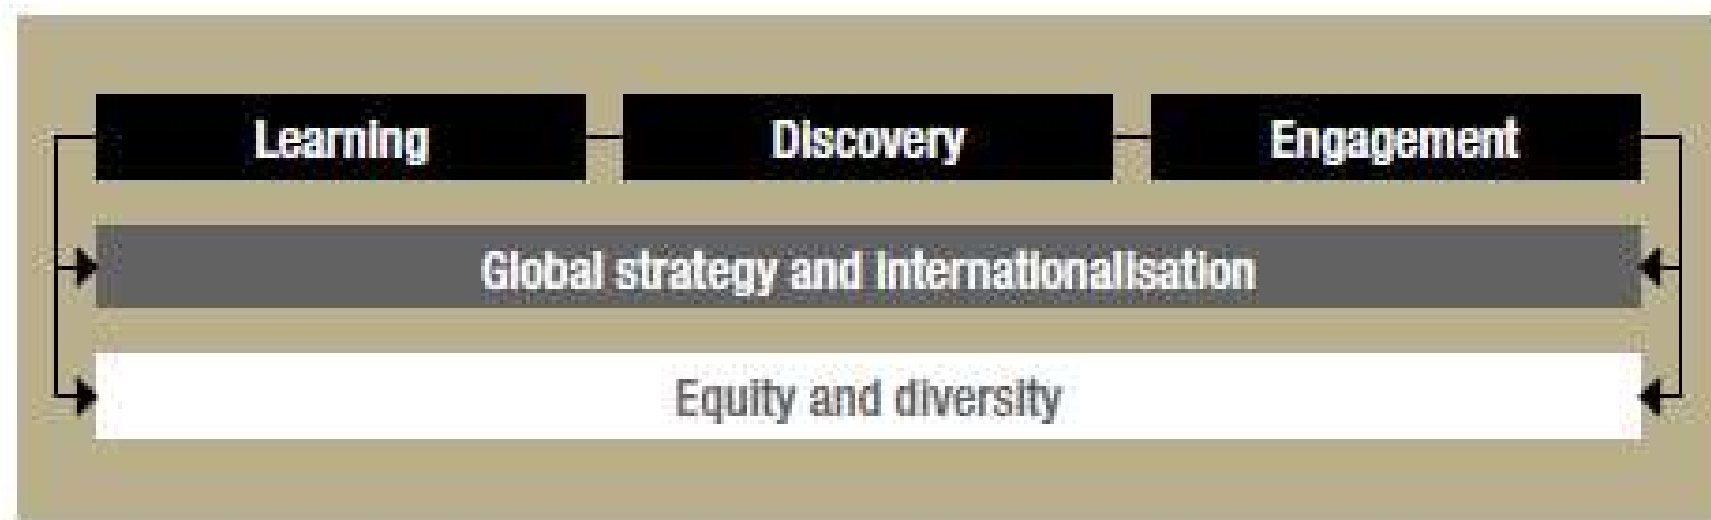 Learning
Discovery
Engagement
Global strategy and internationalisation
Equity and diversity